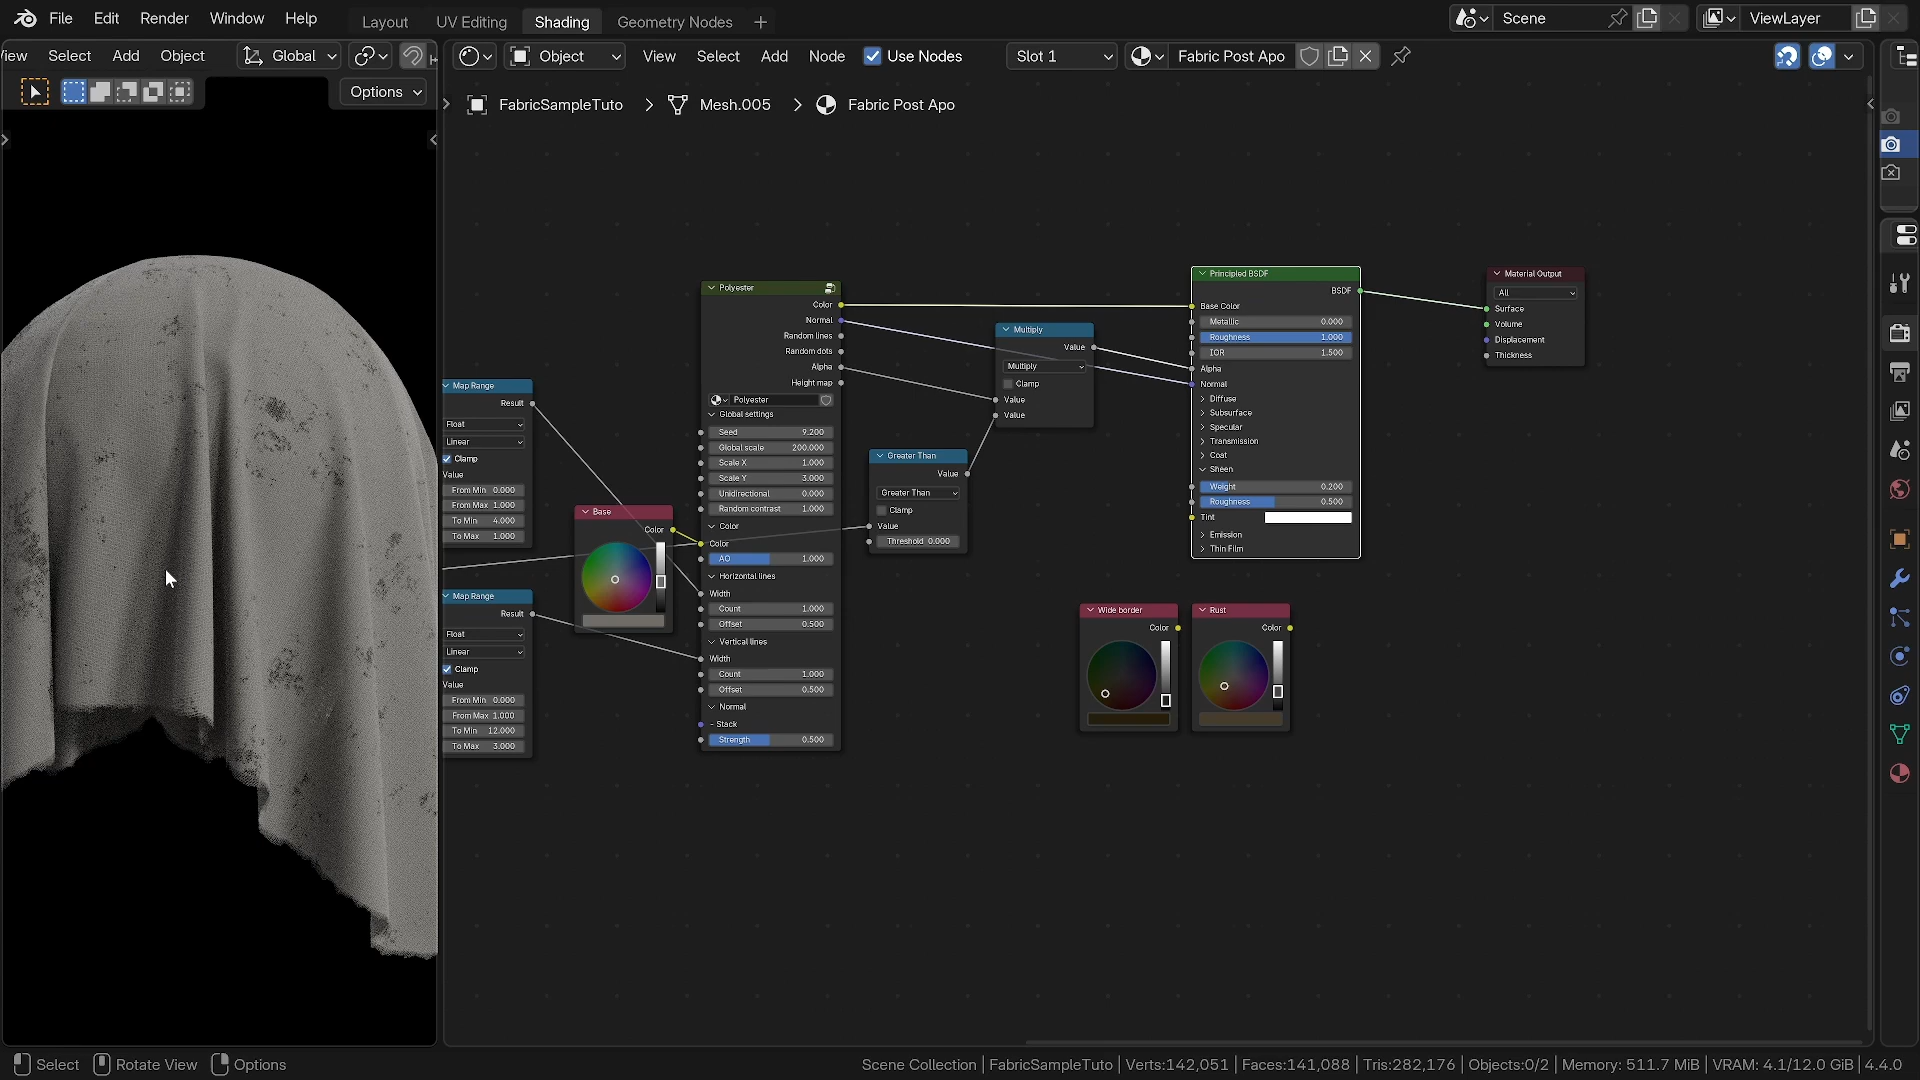 File Edit Render Window Help Layout UV Editing Shading Geometry Nodes + Scene ViewLayer
iew Select Add Object Global Object View Select Add Node Use Nodes Slot 1 Fabric Post Apo
Options
FabricSampleTuto > Mesh.005 > Fabric Post Apo
Map Range
Result
Float
Linear
Clamp
Value
From Min 0.000
From Max 1.000
To Min 4.000
To Max 1.000
Map Range
Result
Float
Linear
Clamp
Value
From Min 0.000
From Max 1.000
To Min 12.000
To Max 3.000
Base
Color
Polyester
Color
Normal
Random lines
Random dots
Alpha
Height map
Polyester
Global settings
Seed 9.200
Global scale 200.000
Scale X 1.000
Scale Y 3.000
Unidirectional 0.000
Random contrast 1.000
Color
Color
AO 1.000
Horizontal lines
Width
Count 1.000
Offset 0.500
Vertical lines
Width
Count 1.000
Offset 0.500
Normal
- Stack
Strength 0.500
Greater Than
Value
Greater Than
Clamp
Value
Threshold 0.000
Multiply
Value
Multiply
Clamp
Value
Value
Principled BSDF
BSDF
Base Color
Metallic 0.000
Roughness 1.000
IOR 1.500
Alpha
Normal
Diffuse
Subsurface
Specular
Transmission
Coat
Sheen
Weight 0.200
Roughness 0.500
Tint
Emission
Thin Film
Material Output
All
Surface
Volume
Displacement
Thickness
Wide border
Color
Rust
Color
Select Rotate View Options Scene Collection | FabricSampleTuto | Verts:142,051 | Faces:141,088 | Tris:282,176 | Objects:0/2 | Memory: 511.7 MiB | VRAM: 4.1/12.0 GiB | 4.4.0